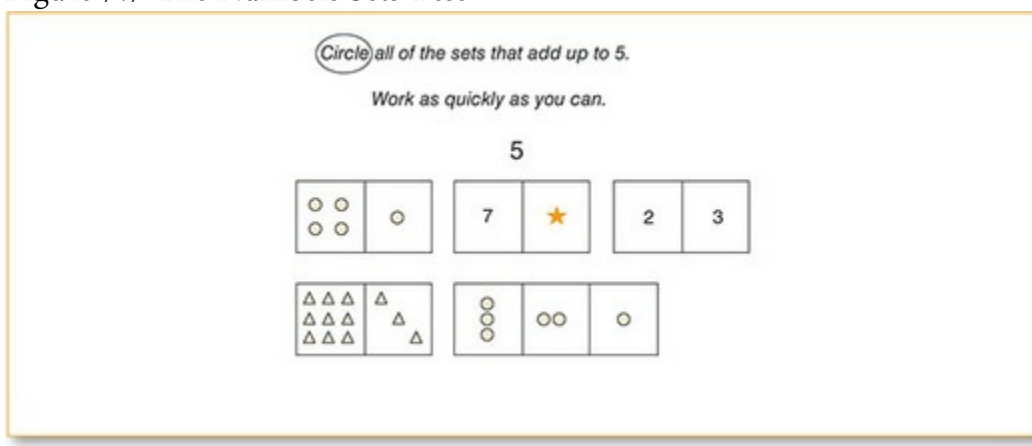 Circle all of the sets that add up to 5.
Work as quickly as you can.
5
7
2 3